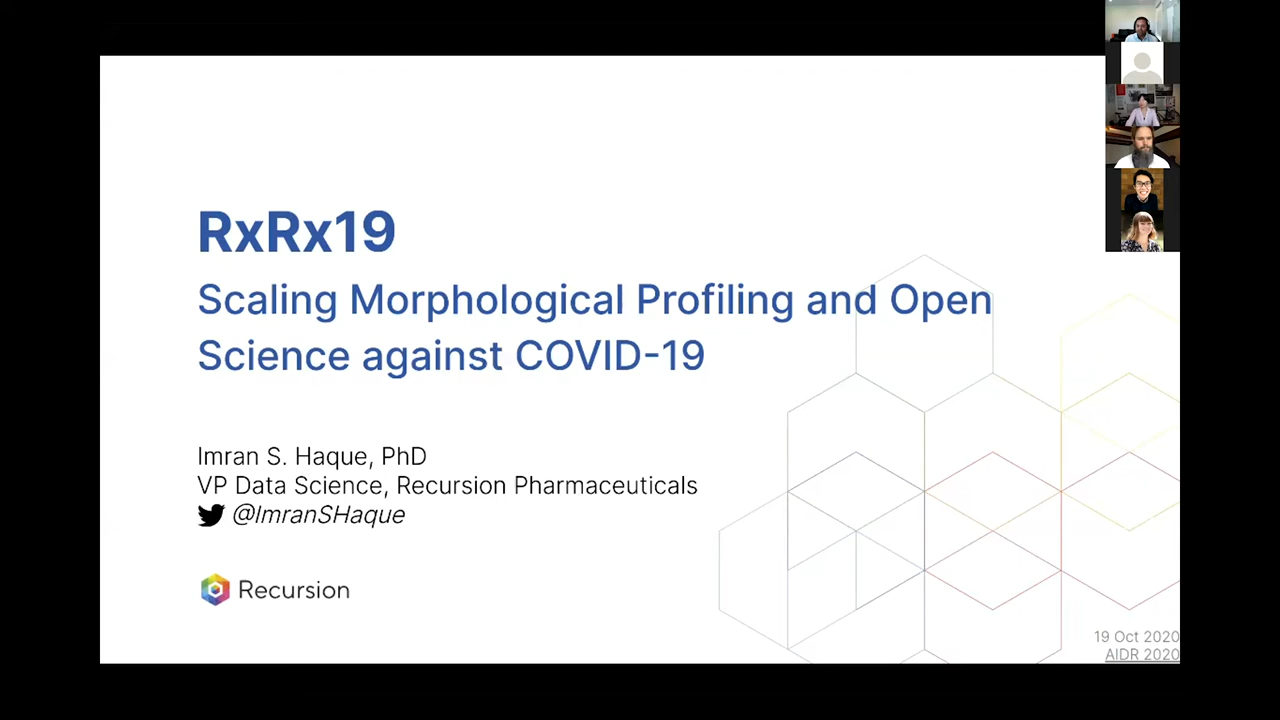 RxRx19
Scaling Morphological Profiling and Open
Science against COVID-19
Imran S. Haque, PhD
VP Data Science, Recursion Pharmaceuticals
@ImranSHaque
Recursion
19 Oct 2020
AIDR 2020